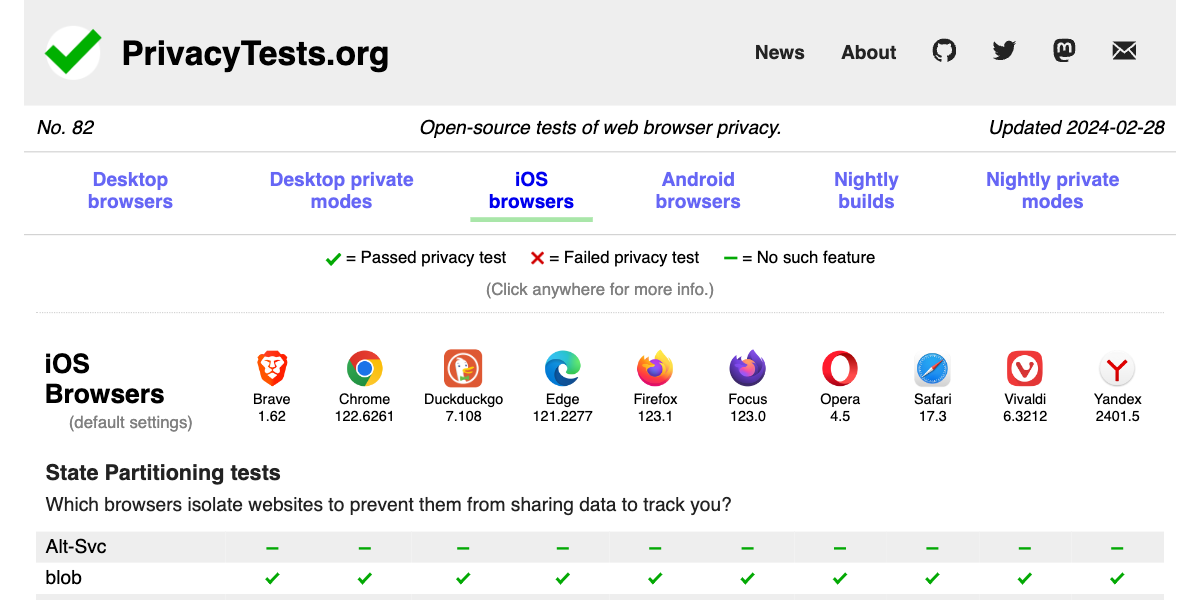 PrivacyTests.org
News About
No. 82 Open-source tests of web browser privacy. Updated 2024-02-28
Desktop browsers Desktop private modes iOS browsers Android browsers Nightly builds Nightly private modes
= Passed privacy test = Failed privacy test = No such feature
(Click anywhere for more info.)
iOS
Browsers
(default settings)
Brave Chrome Duckduckgo Edge Firefox Focus Opera Safari Vivaldi Yandex
1.62 122.6261 7.108 121.2277 123.1 123.0 4.5 17.3 6.3212 2401.5
State Partitioning tests
Which browsers isolate websites to prevent them from sharing data to track you?
Alt-Svc
blob